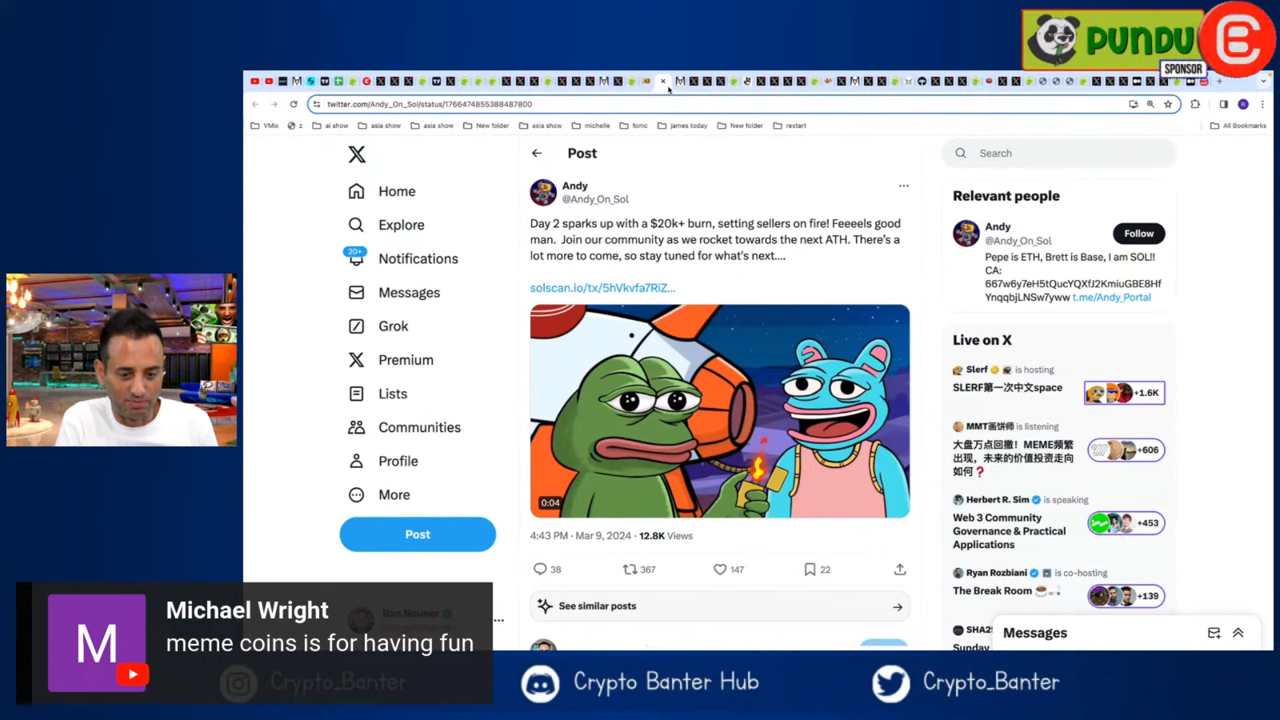 PUNDU
SPONSOR
twitter.com/Andy_On_Sol/status/1766474855388487800
VMix
z
ai show
asia show
asia show
New folder
asia show
michelle
fomc
james today
New folder
restart
All Bookmarks
Home
Explore
20+
Notifications
Messages
Grok
Premium
Lists
Communities
Profile
More
Post
Ran Neuner
Post
Andy
@Andy_On_Sol
Day 2 sparks up with a $20k+ burn, setting sellers on fire! Feeeels good
man. Join our community as we rocket towards the next ATH. There's a
lot more to come, so stay tuned for what's next....
solscan.io/tx/5hVkvfa7RiZ...
0:04
4:43 PM · Mar 9, 2024 · 12.8K Views
38
367
147
22
See similar posts
Search
Relevant people
Andy
@Andy_On_Sol
Follow
Pepe is ETH, Brett is Base, I am SOL!!
CA:
667w6y7eH5tQucYQXfJ2KmiuGBE8Hf
YnqqbjLNSw7yww t.me/Andy_Portal
Live on X
Slerf is hosting
SLERF第一次中文space
+1.6K
MMT画饼师 is listening
大盘万点回撤！MEME频繁
出现，未来的价值投资走向
如何❓
+606
Herbert R. Sim is speaking
Web 3 Community
Governance & Practical
Applications
+453
Ryan Rozbiani is co-hosting
The Break Room
+139
Sunday
Messages
M
Michael Wright
meme coins is for having fun
Crypto_Banter
Crypto Banter Hub
Crypto_Banter